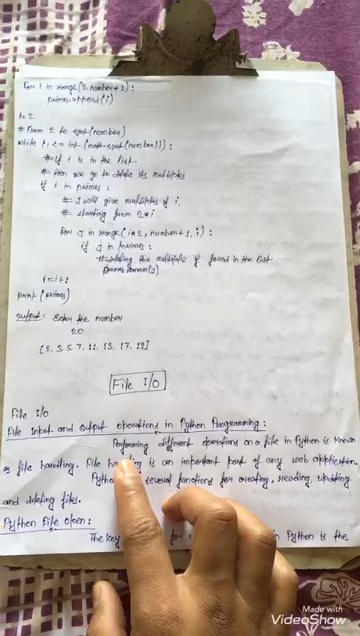 For i in range(2, number+1):
primes.append(i)
i=2
# From 2 to sqrt(number)
while (i <= int (math.sqrt(number))):
#=If i is in the list
#= then we go to delete its multiples
if i in primes:
#= J will give multiples of i,
#= starting from 2*i
For J in range(i*2, number+1, i):
if J in primes:
#=deleting the multiple if found in the list
primes.remove(J)
i=i+1
print (primes)
output: Enter the number
20
[2, 3, 5, 7, 11, 13, 17, 19]
File I/O
File I/O
File Input and output operations in Python Programming:
Performing different operations on a file in Python is known
as file handling. File handling is an important part of any web application.
Python several functions for creating, reading, updating
and deleting files.
Python File Open:
The key for in Python is the
Made with
VideoShow